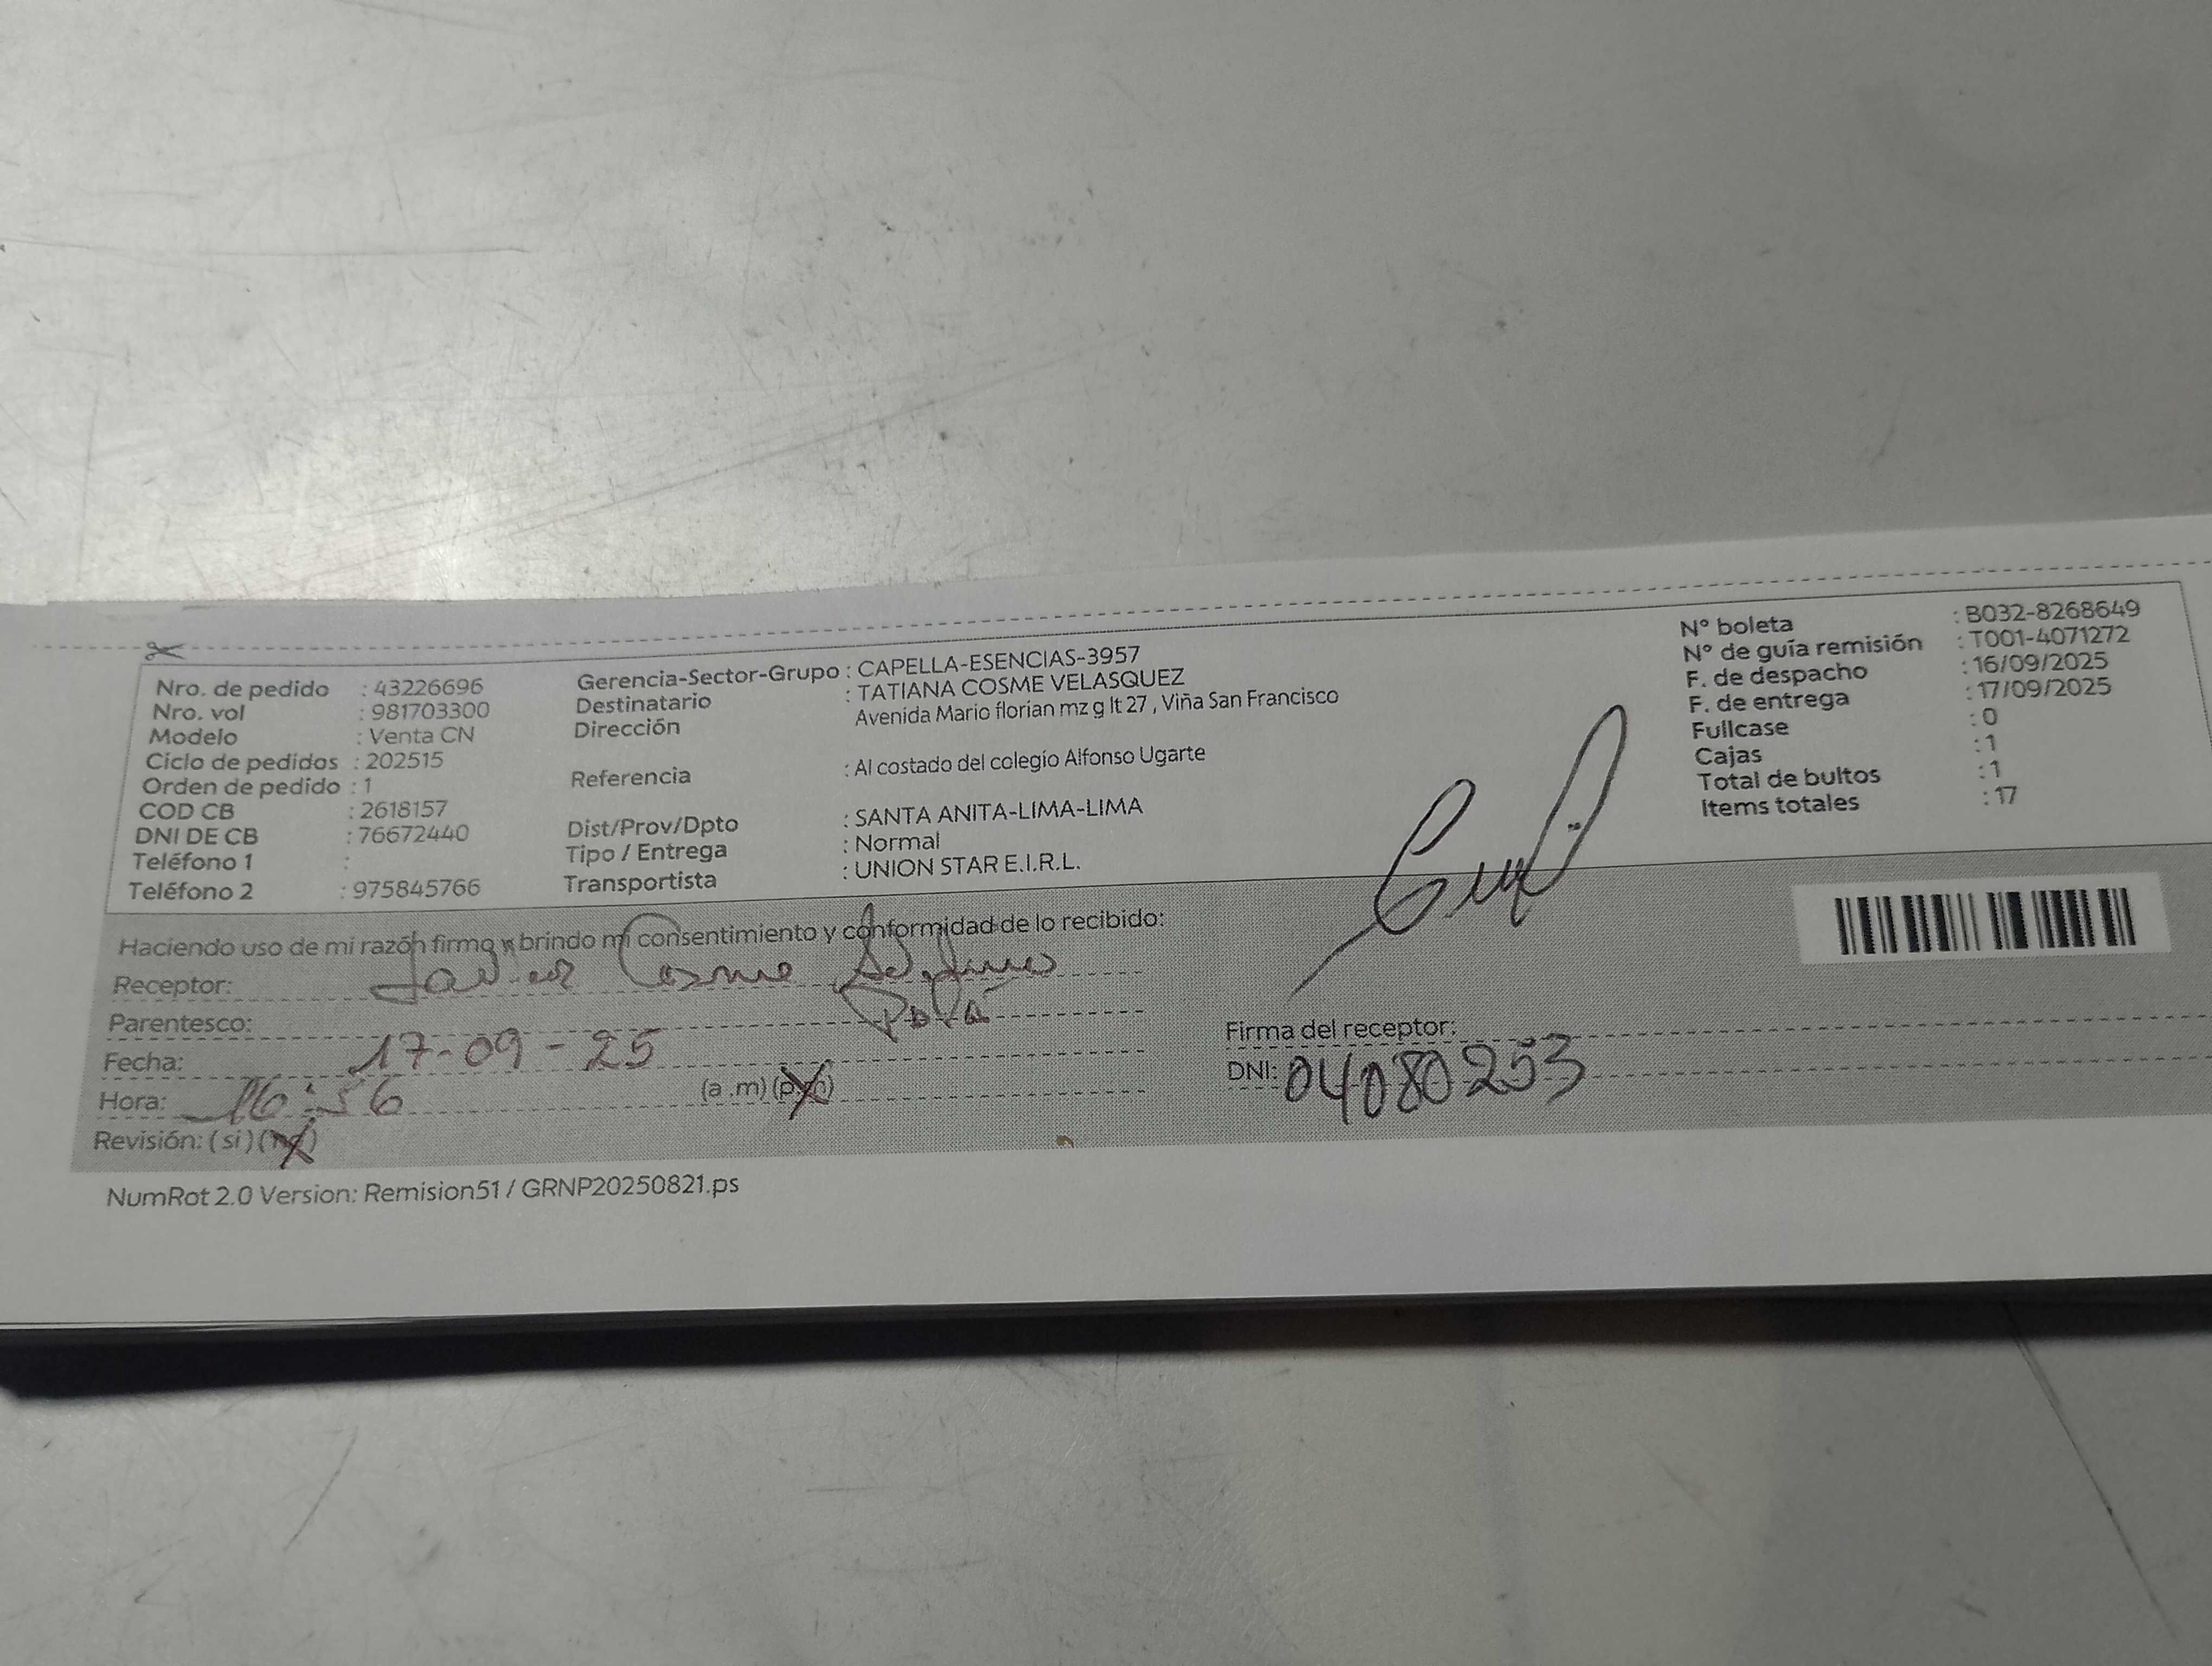 Nro. de pedido : 43226696
Nro. vol : 981703300
Modelo : Venta CN
Ciclo de pedidos : 202515
Orden de pedido : 1
COD CB : 2618157
DNI DE CB : 76672440
Teléfono 1 :
Teléfono 2 : 975845766
Gerencia-Sector-Grupo : CAPELLA-ESENCIAS-3957
Destinatario : TATIANA COSME VELASQUEZ
Dirección Avenida Mario florian mz g lt 27 , Viña San Francisco
Referencia : Al costado del colegio Alfonso Ugarte
Dist/Prov/Dpto : SANTA ANITA-LIMA-LIMA
Tipo / Entrega : Normal
Transportista : UNION STAR E.I.R.L.
N° boleta : B032-8268649
N° de guía remisión : T001-4071272
F. de despacho : 16/09/2025
F. de entrega : 17/09/2025
Fullcase : 0
Cajas : 1
Total de bultos : 1
Items totales : 17
Haciendo uso de mi razón firmo y brindo mi consentimiento y conformidad de lo recibido:
Receptor: Javier Cosme
Parentesco: Papá
Fecha: 17-09-25
Hora: 16:56 (a .m) (p.m)
Revisión: ( si ) (no)
Firma del receptor:
DNI: 04080253
NumRot 2.0 Version: Remision51 / GRNP20250821.ps